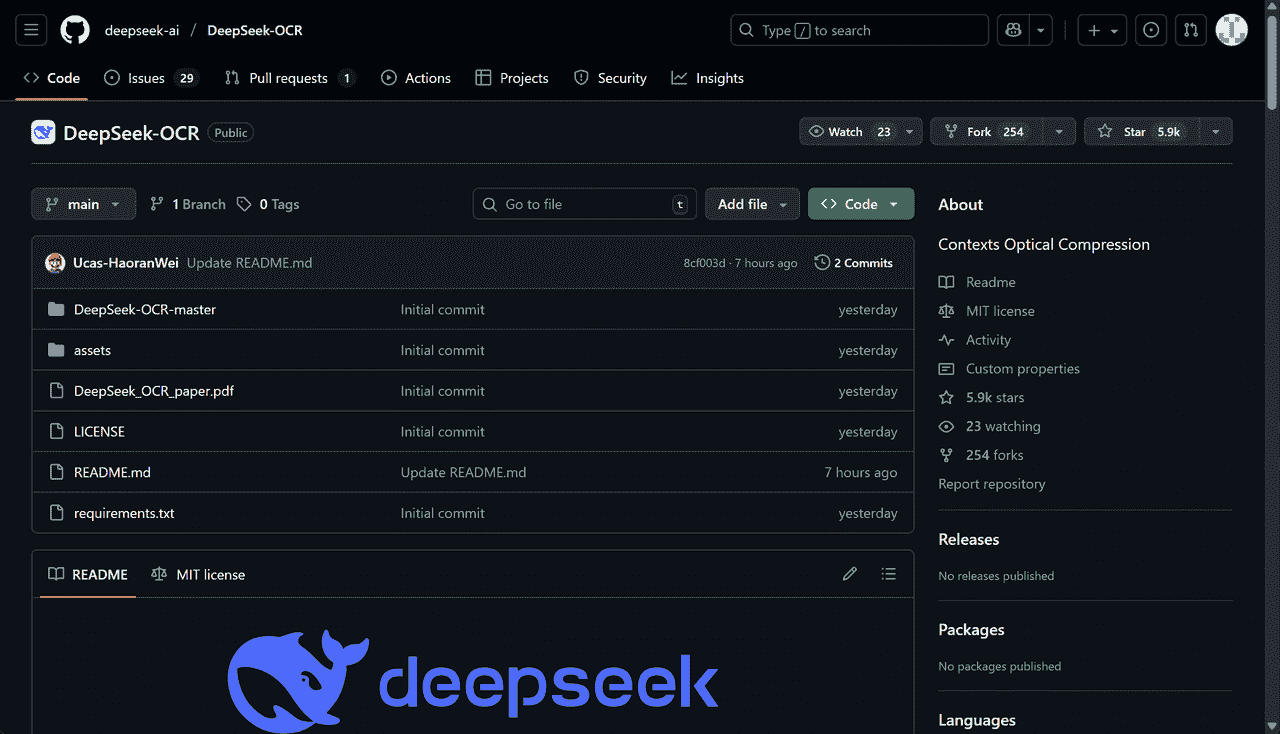 deepseek-ai / DeepSeek-OCR
Type / to search
Code
Issues 29
Pull requests 1
Actions
Projects
Security
Insights
DeepSeek-OCR Public
Watch 23
Fork 254
Star 5.9k
main
1 Branch
0 Tags
Go to file t
Add file
Code
Ucas-HaoranWei Update README.md 8cf003d · 7 hours ago 2 Commits
DeepSeek-OCR-master Initial commit yesterday
assets Initial commit yesterday
DeepSeek_OCR_paper.pdf Initial commit yesterday
LICENSE Initial commit yesterday
README.md Update README.md 7 hours ago
requirements.txt Initial commit yesterday
README
MIT license
deepseek
About
Contexts Optical Compression
Readme
MIT license
Activity
Custom properties
5.9k stars
23 watching
254 forks
Report repository
Releases
No releases published
Packages
No packages published
Languages